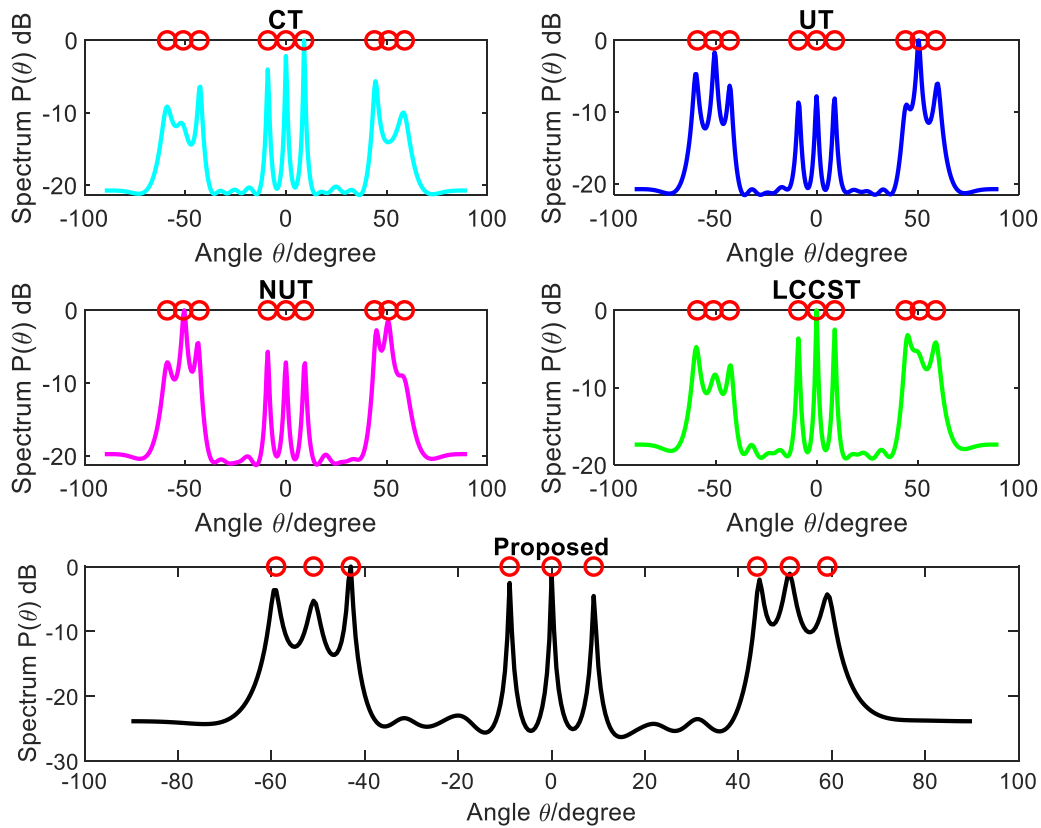 CT
Spectrum P(θ) dB
0
-10
-20
-100 -50 0 50 100
Angle θ/degree
UT
Spectrum P(θ) dB
0
-10
-20
-100 -50 0 50 100
Angle θ/degree
NUT
Spectrum P(θ) dB
0
-10
-20
-100 -50 0 50 100
Angle θ/degree
LCCST
Spectrum P(θ) dB
0
-10
-20
-100 -50 0 50 100
Angle θ/degree
Proposed
Spectrum P(θ) dB
0
-10
-20
-30
-100 -80 -60 -40 -20 0 20 40 60 80 100
Angle θ/degree